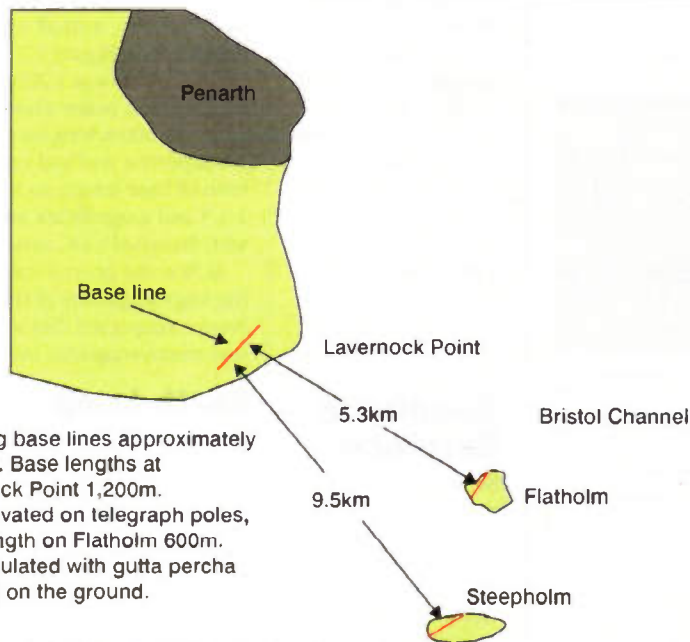 Penarth
Base line
Lavernock Point
5.3km
Bristol Channel
g base lines approximately
. Base lengths at
ck Point 1,200m.
vated on telegraph poles,
ngth on Flatholm 600m.
ulated with gutta percha
on the ground.
9.5km
Flatholm
Steepholm